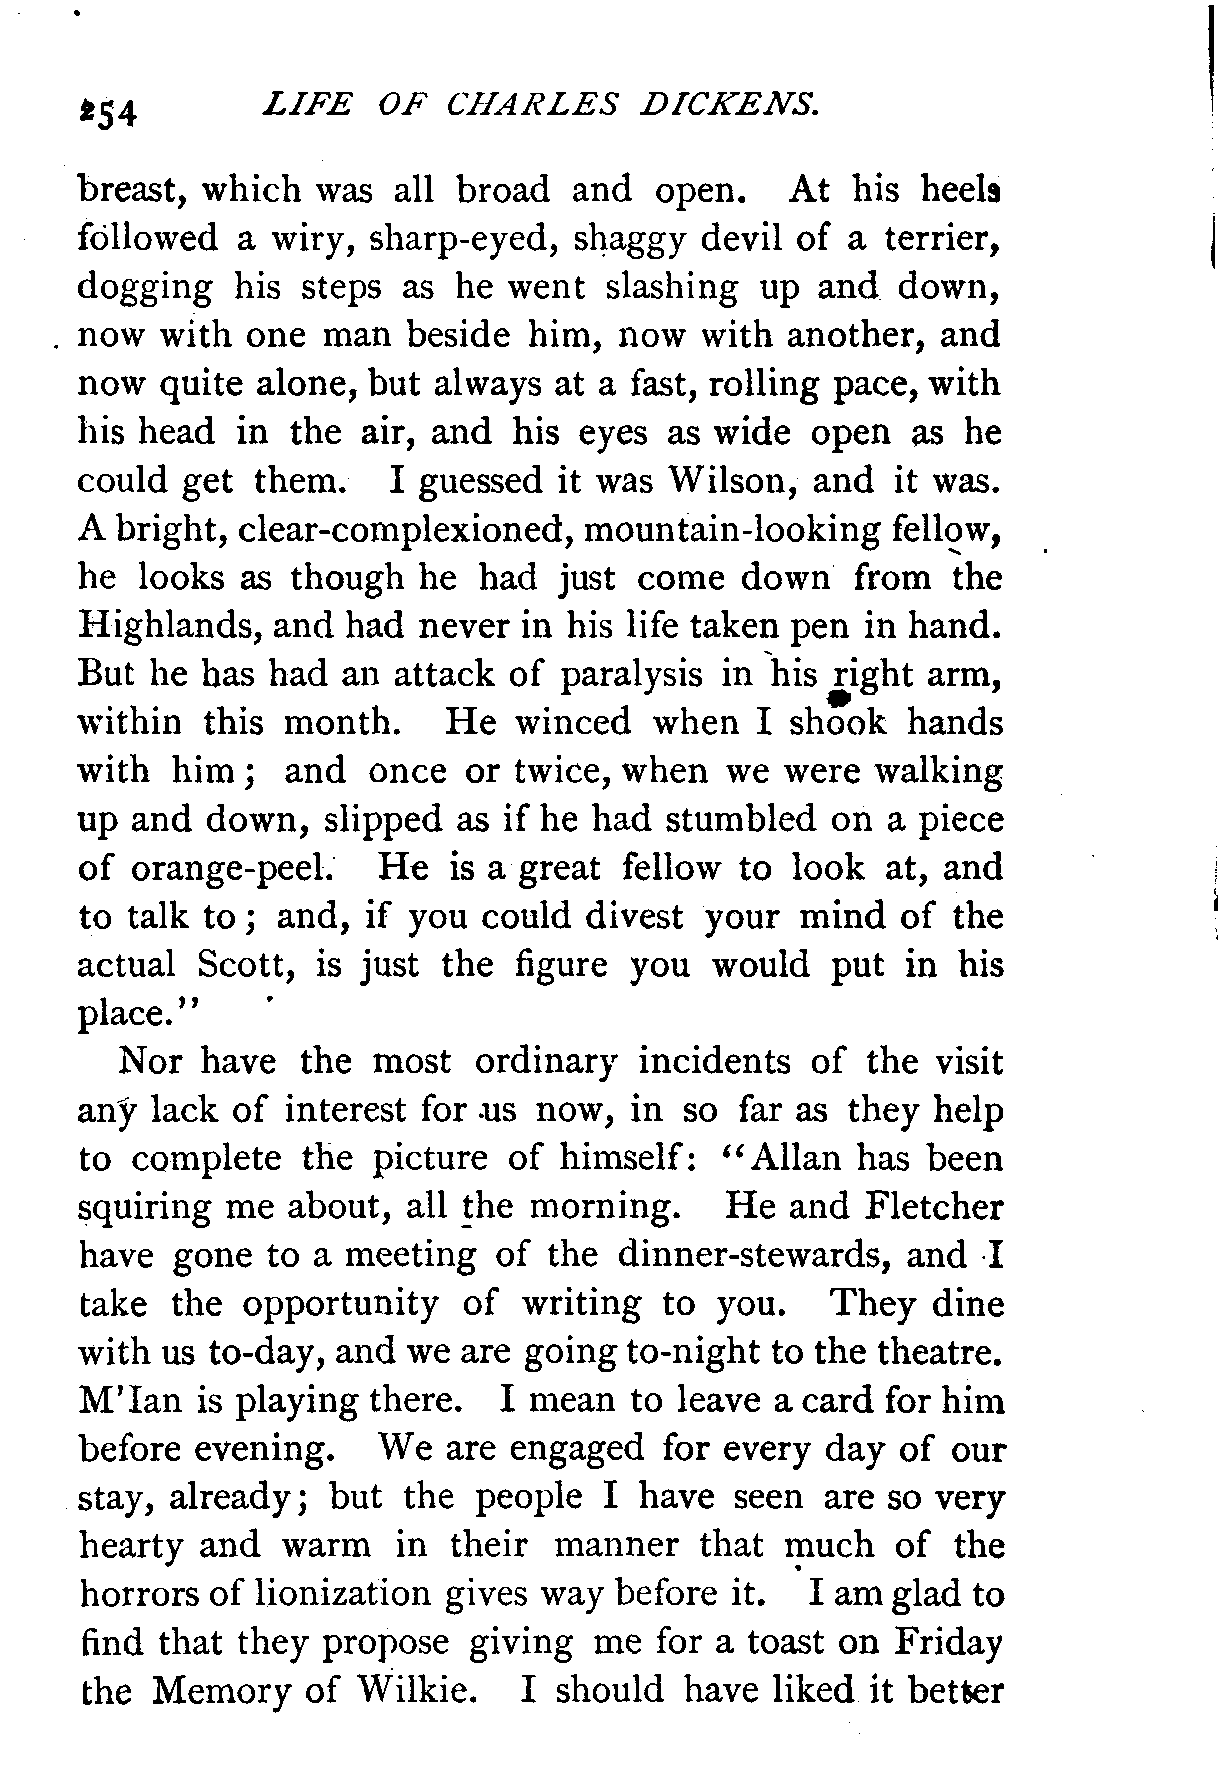 254 LIFE OF CHARLES DICKENS.
breast, which was all broad and open. At his heels
followed a wiry, sharp-eyed, shaggy devil of a terrier,
dogging his steps as he went slashing up and down,
now with one man beside him, now with another, and
now quite alone, but always at a fast, rolling pace, with
his head in the air, and his eyes as wide open as he
could get them. I guessed it was Wilson, and it was.
A bright, clear-complexioned, mountain-looking fellow,
he looks as though he had just come down from the
Highlands, and had never in his life taken pen in hand.
But he has had an attack of paralysis in his right arm,
within this month. He winced when I shook hands
with him; and once or twice, when we were walking
up and down, slipped as if he had stumbled on a piece
of orange-peel. He is a great fellow to look at, and
to talk to; and, if you could divest your mind of the
actual Scott, is just the figure you would put in his
place."
Nor have the most ordinary incidents of the visit
any lack of interest for us now, in so far as they help
to complete the picture of himself: "Allan has been
squiring me about, all the morning. He and Fletcher
have gone to a meeting of the dinner-stewards, and I
take the opportunity of writing to you. They dine
with us to-day, and we are going to-night to the theatre.
M'Ian is playing there. I mean to leave a card for him
before evening. We are engaged for every day of our
stay, already; but the people I have seen are so very
hearty and warm in their manner that much of the
horrors of lionization gives way before it. I am glad to
find that they propose giving me for a toast on Friday
the Memory of Wilkie. I should have liked it better